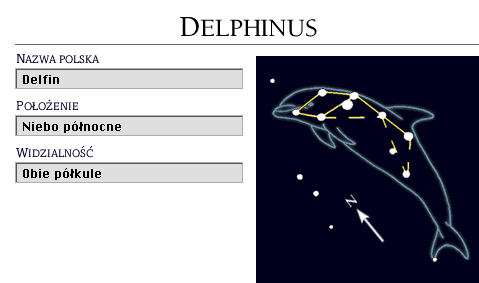 DELPHINUS
NAZWA POLSKA
Delfin
POŁOŻENIE
Niebo północne
WIDZIALNOŚĆ
Obie półkule
N